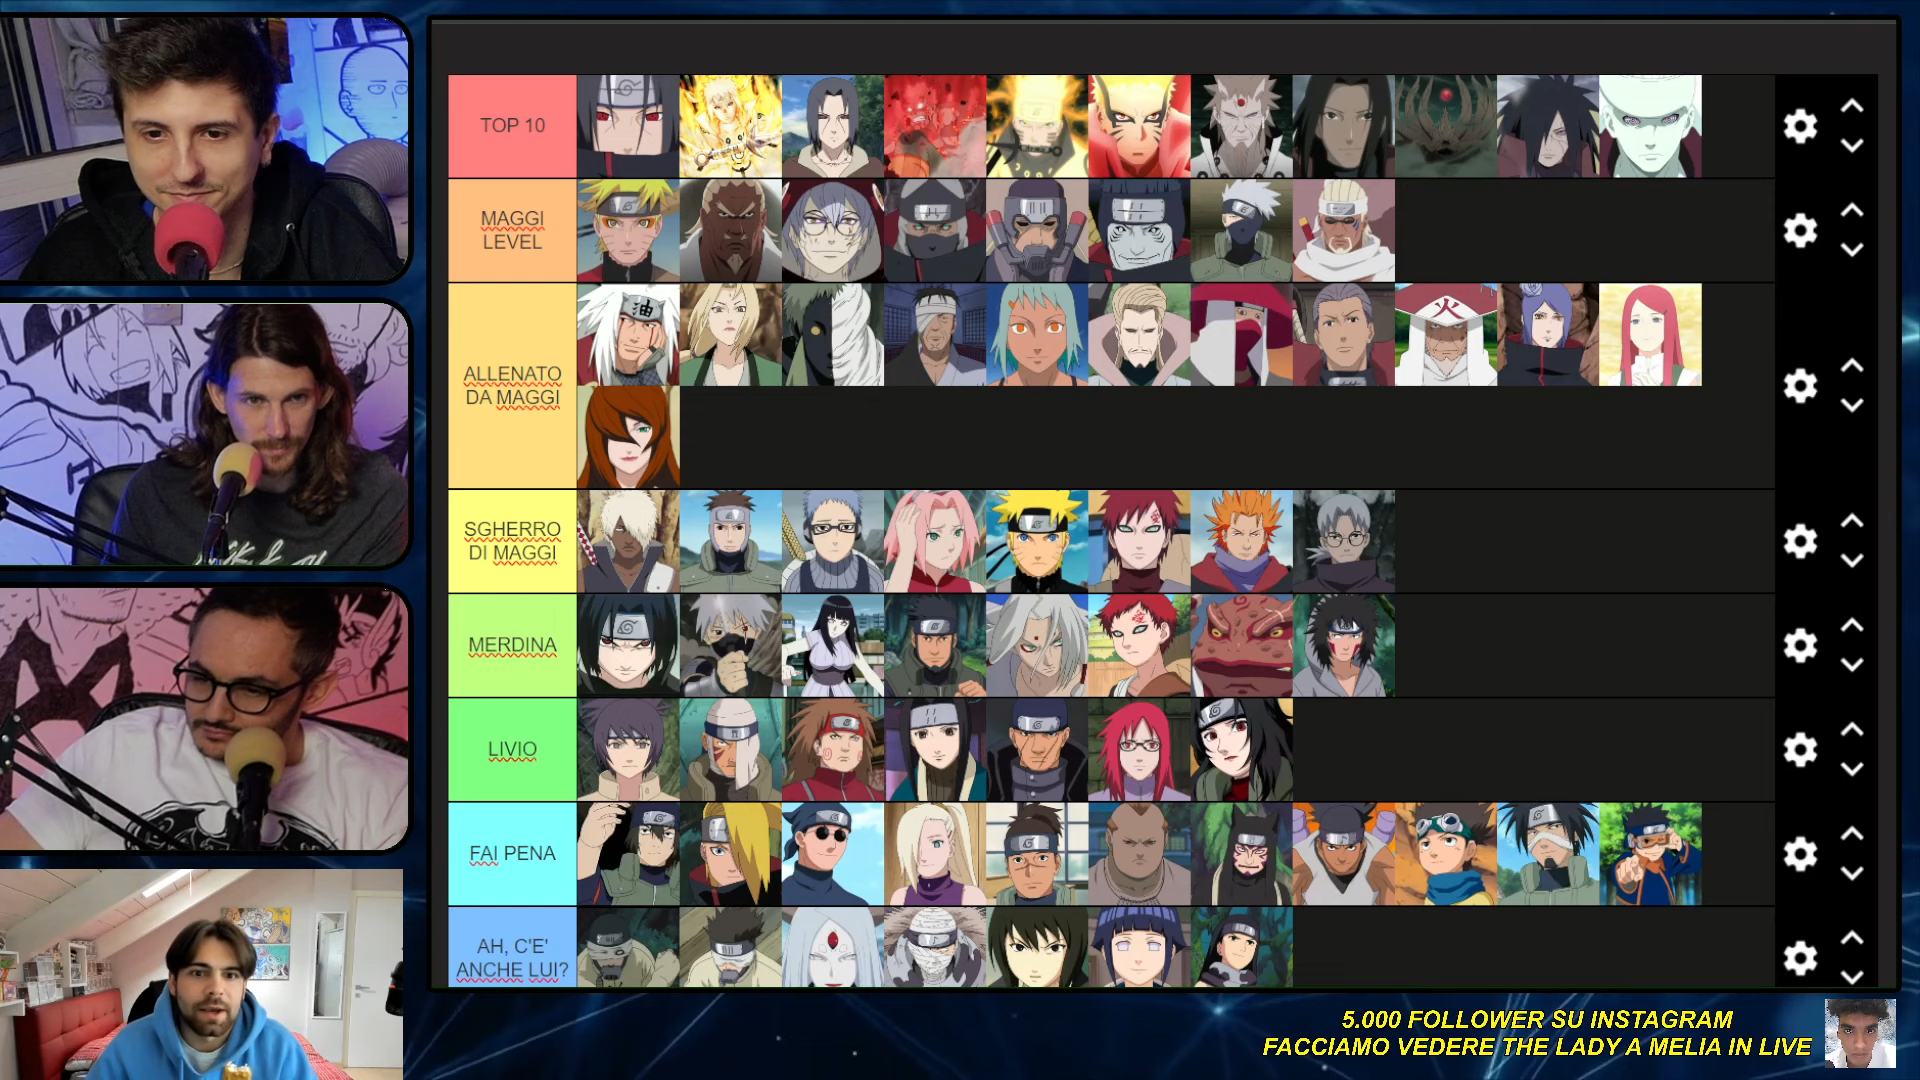 TOP 10
MAGGI
LEVEL
ALLENATO
DA MAGGI
SGHERRO
DI MAGGI
MERDINA
LIVIO
FAI PENA
AH, C'E'
ANCHE LUI?
5.000 FOLLOWER SU INSTAGRAM
FACCIAMO VEDERE THE LADY A MELIA IN LIVE